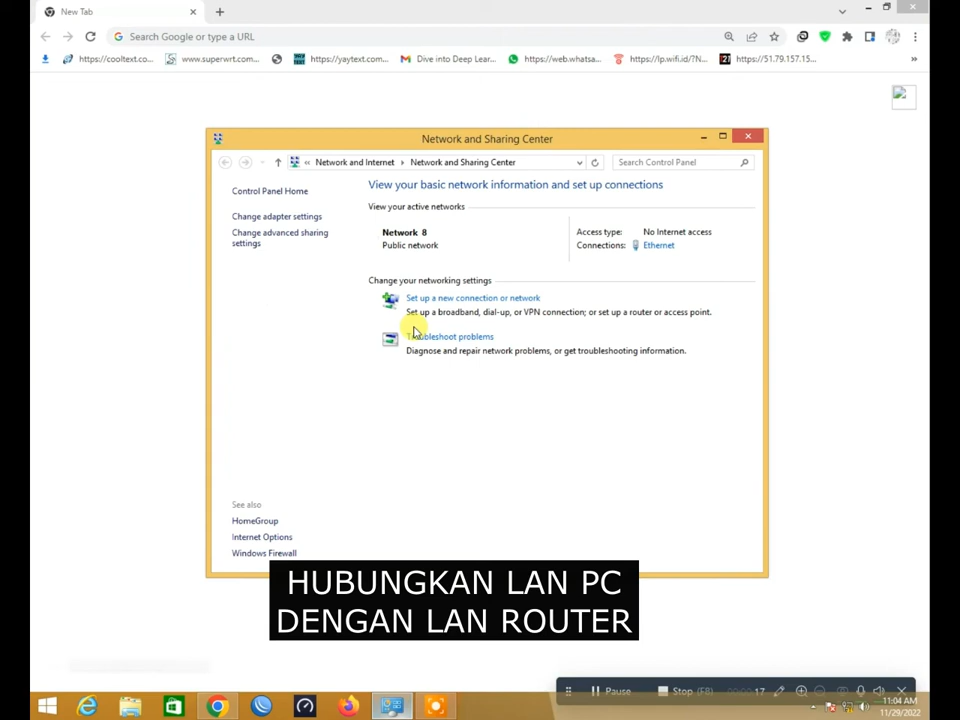 New Tab
Search Google or type a URL
https://cooltext.co...
www.superwrt.com...
https://yaytext.com...
Dive into Deep Lear...
https://web.whatsa...
https://lp.wifi.id/?N...
https://51.79.157.15...
»
Network and Sharing Center
« Network and Internet Network and Sharing Center
Search Control Panel
Control Panel Home
Change adapter settings
Change advanced sharing
settings
View your basic network information and set up connections
View your active networks
Network 8
Public network
Access type: No Internet access
Connections: Ethernet
Change your networking settings
Set up a new connection or network
Set up a broadband, dial-up, or VPN connection; or set up a router or access point.
Troubleshoot problems
Diagnose and repair network problems, or get troubleshooting information.
See also
HomeGroup
Internet Options
Windows Firewall
HUBUNGKAN LAN PC
DENGAN LAN ROUTER
Pause
Stop (F8)
17
11:04 AM
11/29/2022